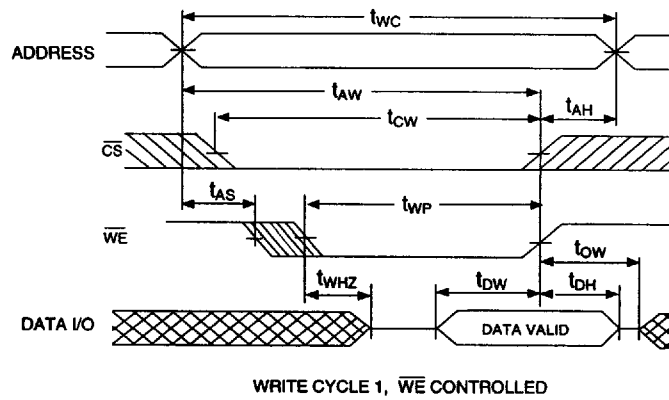 tWC
ADDRESS
tAW
tAH
tCW
CS
tAS
tWP
WE
tOW
tWHZ
tDW
tDH
DATA I/O
DATA VALID
WRITE CYCLE 1, WE CONTROLLED